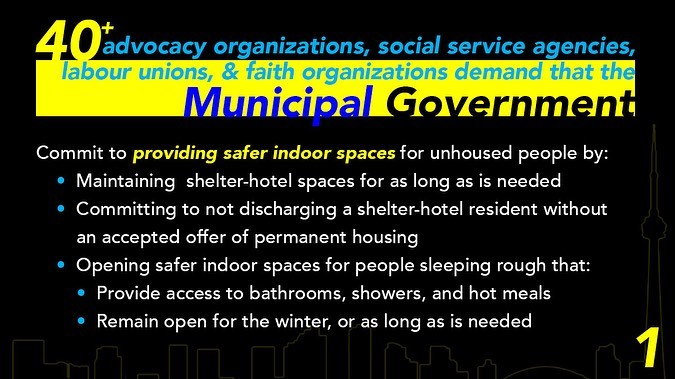 40+ advocacy organizations, social service agencies,
labour unions, & faith organizations demand that the
Municipal Government
Commit to providing safer indoor spaces for unhoused people by:
• Maintaining shelter-hotel spaces for as long as is needed
• Committing to not discharging a shelter-hotel resident without
an accepted offer of permanent housing
• Opening safer indoor spaces for people sleeping rough that:
• Provide access to bathrooms, showers, and hot meals
• Remain open for the winter, or as long as is needed
1